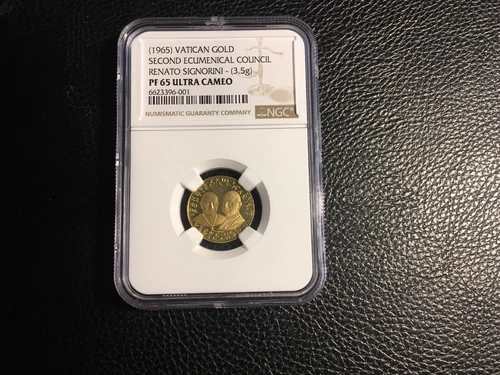 (1965) VATICAN GOLD
SECOND ECUMENICAL COUNCIL
RENATO SIGNORINI - (3,5g)
PF 65 ULTRA CAMEO
6623396-001
NUMISMATIC GUARANTY COMPANY
NGC